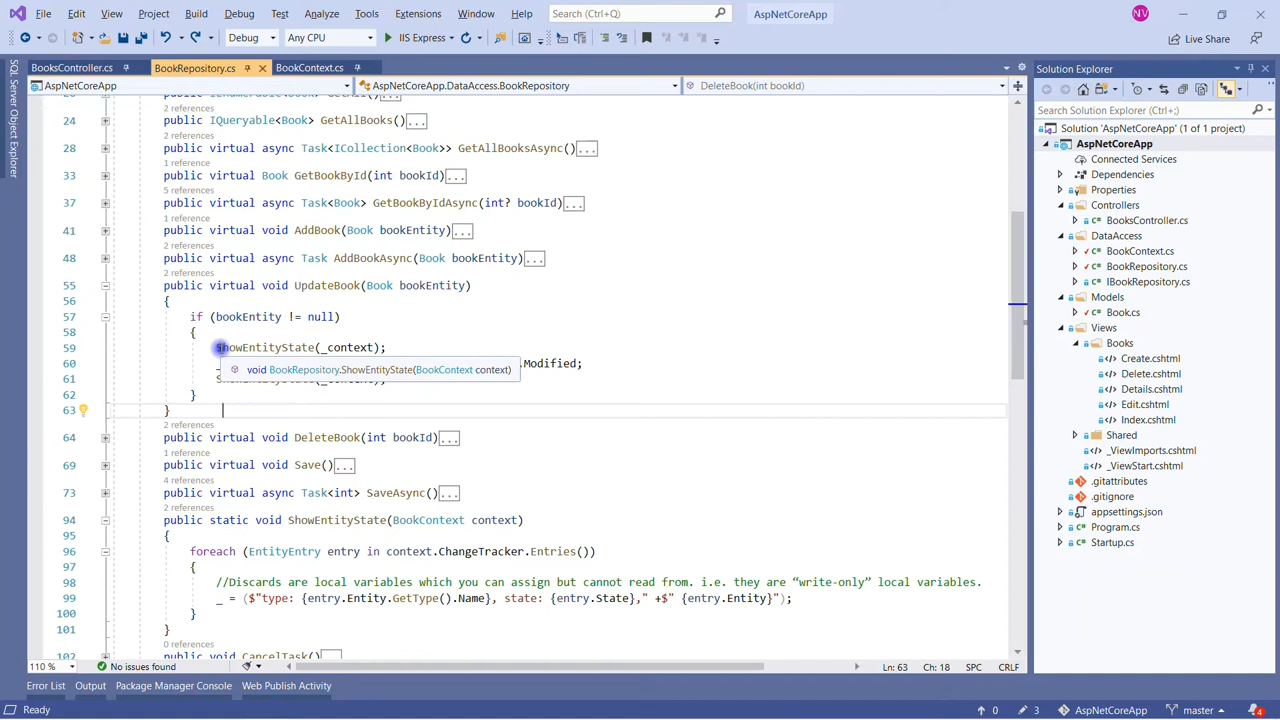 File Edit View Project Build Debug Test Analyze Tools Extensions Window Help Search (Ctrl+Q) AspNetCoreApp NV
Debug Any CPU IIS Express Live Share
SQL Server Object Explorer
BooksController.cs BookRepository.cs BookContext.cs
AspNetCoreApp AspNetCoreApp.DataAccess.BookRepository DeleteBook(int bookId)
2 references
24 public IQueryable<Book> GetAllBooks()...
2 references
28 public virtual async Task<ICollection<Book>> GetAllBooksAsync()...
1 reference
33 public virtual Book GetBookById(int bookId)...
5 references
37 public virtual async Task<Book> GetBookByIdAsync(int? bookId)...
1 reference
41 public virtual void AddBook(Book bookEntity)...
2 references
48 public virtual async Task AddBookAsync(Book bookEntity)...
2 references
55 public virtual void UpdateBook(Book bookEntity)
56 {
57 if (bookEntity != null)
58 {
59 ShowEntityState(_context);
60 .Modified;
void BookRepository.ShowEntityState(BookContext context)
61
62 }
63 }
2 references
64 public virtual void DeleteBook(int bookId)...
1 reference
69 public virtual void Save()...
4 references
73 public virtual async Task<int> SaveAsync()...
2 references
94 public static void ShowEntityState(BookContext context)
95 {
96 foreach (EntityEntry entry in context.ChangeTracker.Entries())
97 {
98 //Discards are local variables which you can assign but cannot read from. i.e. they are “write-only” local variables.
99 _ = ($"type: {entry.Entity.GetType().Name}, state: {entry.State}," +$" {entry.Entity}");
100 }
101 }
0 references
102 public void CancelTask()...
110 % No issues found Ln: 63 Ch: 18 SPC CRLF
Error List Output Package Manager Console Web Publish Activity
Ready 0 3 AspNetCoreApp master 4
Solution Explorer
Search Solution Explorer (Ctrl+;)
Solution 'AspNetCoreApp' (1 of 1 project)
AspNetCoreApp
Connected Services
Dependencies
Properties
Controllers
C# BooksController.cs
DataAccess
C# BookContext.cs
C# BookRepository.cs
C# IBookRepository.cs
Models
C# Book.cs
Views
Books
Create.cshtml
Delete.cshtml
Details.cshtml
Edit.cshtml
Index.cshtml
Shared
_ViewImports.cshtml
_ViewStart.cshtml
.gitattributes
.gitignore
appsettings.json
C# Program.cs
C# Startup.cs